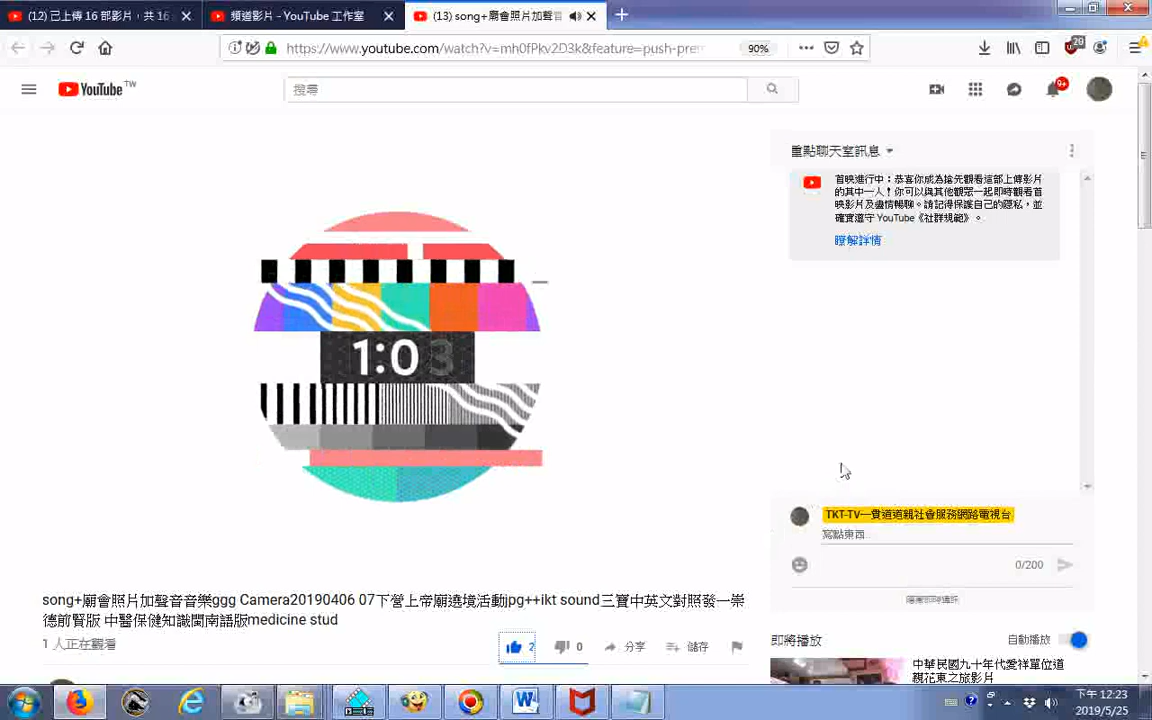 (12) 已上傳 16 部影片，共 16
頻道影片 - YouTube 工作室
(13) song+廟會照片加聲音
https://www.youtube.com/watch?v=mh0fPkv2D3k&feature=push-prem
90%
29
YouTube TW
搜尋
9+
重點聊天室訊息
首映進行中：恭喜你成為搶先觀看這部上傳影片
的其中一人！你可以與其他觀眾一起即時觀看首
映影片及盡情暢聊。請記得保護自己的隱私，並
確實遵守 YouTube《社群規範》。
瞭解詳情
1:03
TKT-TV一貫道道親社會服務網路電視台
寫點東西...
0/200
song+廟會照片加聲音音樂ggg Camera20190406 07下營上帝廟遶境活動jpg++ikt sound三寶中英文對照發一崇
德前賢版 中醫保健知識閩南語版medicine stud
1 人正在觀看
2
0
分享
儲存
即將播放
自動播放
中華民國九十年代愛祥單位道
親花東之旅影片
下午 12:23
2019/5/25